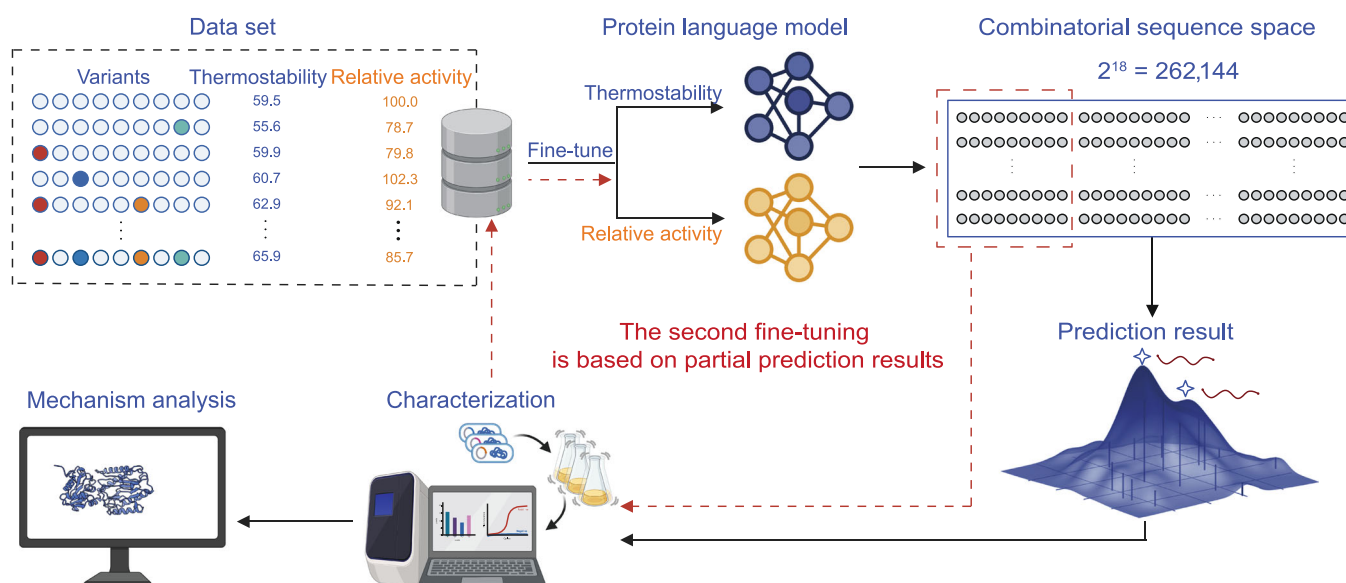 Data set
Variants Thermostability Relative activity
59.5 100.0
55.6 78.7
59.9 79.8
60.7 102.3
62.9 92.1
65.9 85.7
Fine-tune
Protein language model
Thermostability
Relative activity
Combinatorial sequence space
2¹⁸ = 262,144
The second fine-tuning
is based on partial prediction results
Prediction result
Characterization
Mechanism analysis